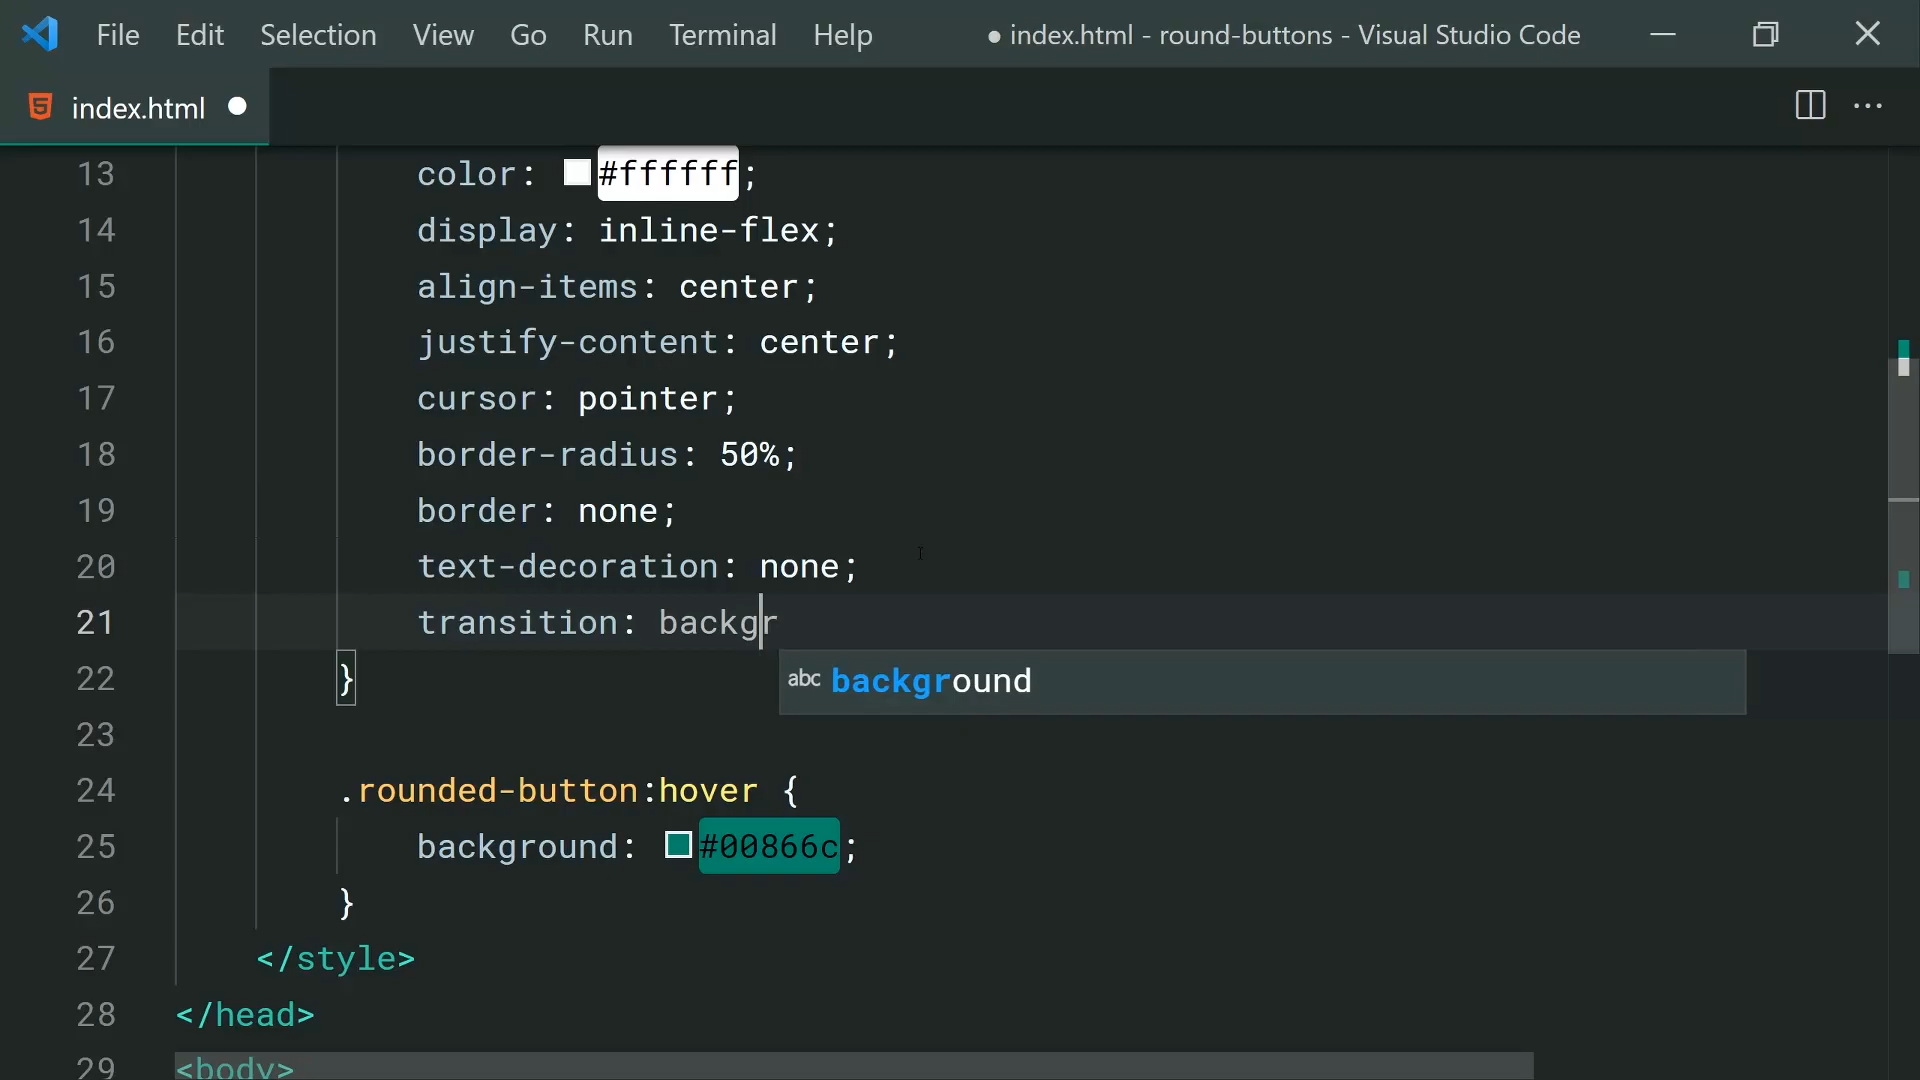 File Edit Selection View Go Run Terminal Help ● index.html - round-buttons - Visual Studio Code
index.html
13 color: #ffffff;
14 display: inline-flex;
15 align-items: center;
16 justify-content: center;
17 cursor: pointer;
18 border-radius: 50%;
19 border: none;
20 text-decoration: none;
21 transition: backgr
22 }
abc background
23
24 .rounded-button:hover {
25 background: #00866c;
26 }
27 </style>
28 </head>
29 <body>